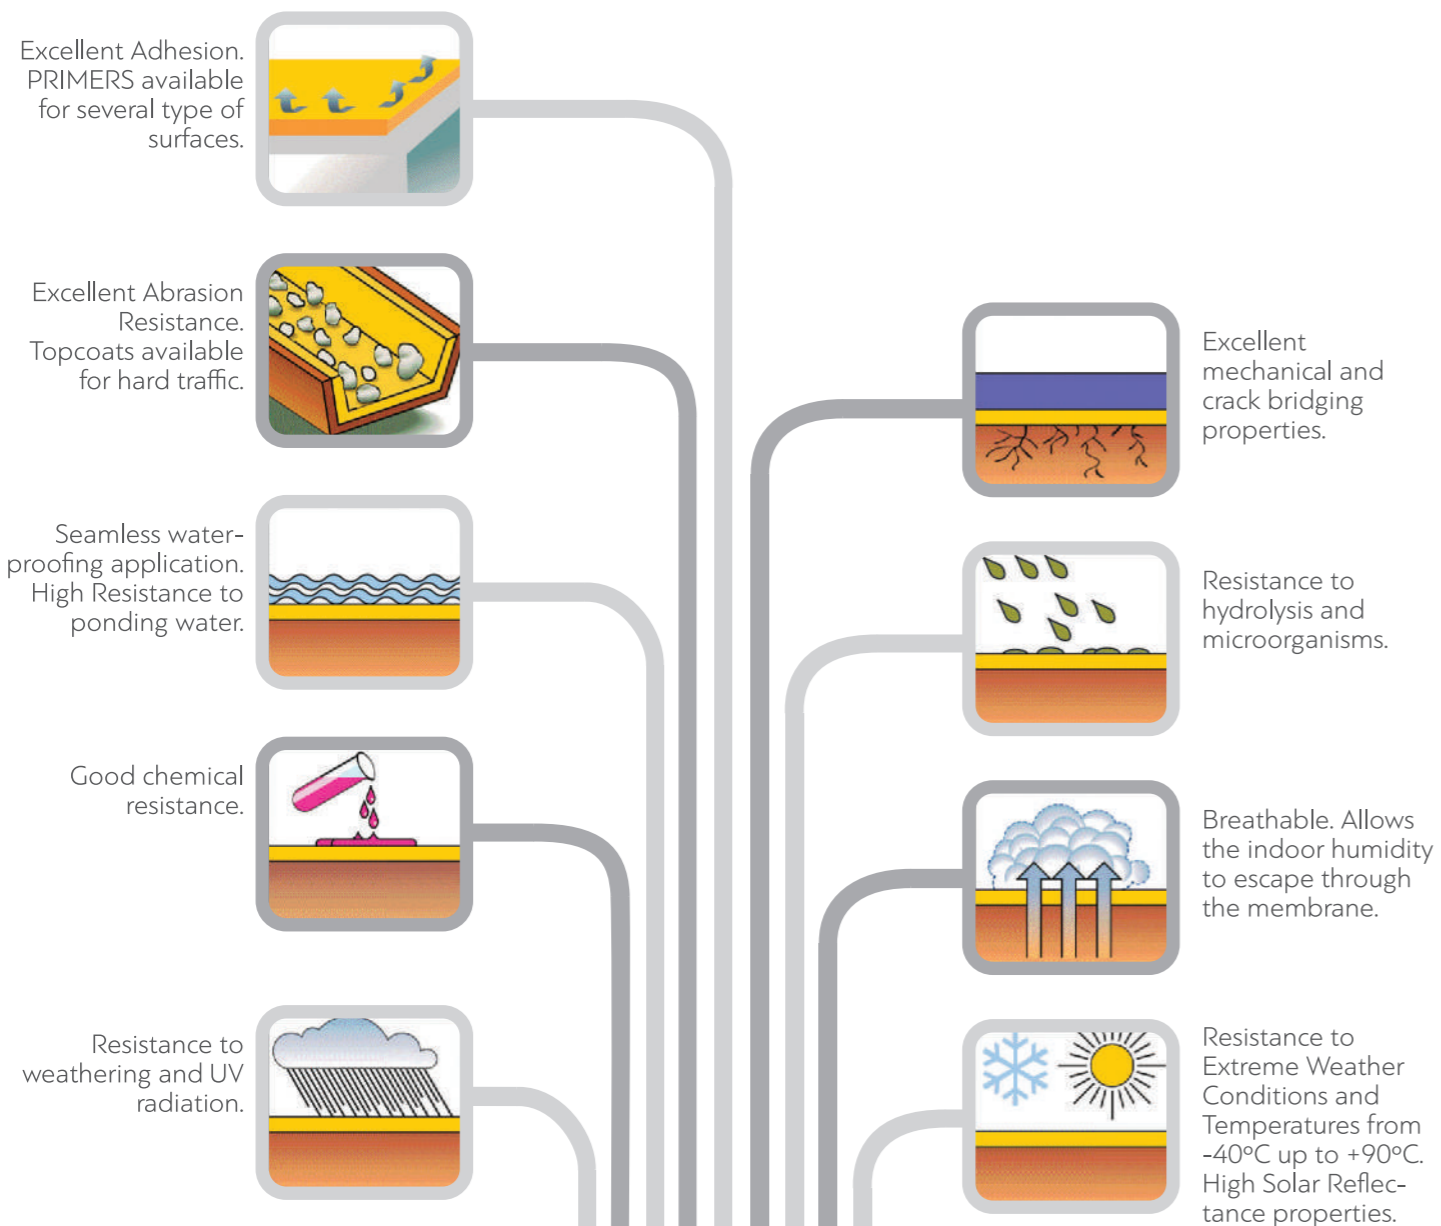 Excellent Adhesion.
PRIMERS available
for several type of
surfaces.
Excellent Abrasion
Resistance.
Topcoats available
for hard traffic.
Seamless water-
proofing application.
High Resistance to
ponding water.
Good chemical
resistance.
Resistance to
weathering and UV
radiation.
Excellent
mechanical and
crack bridging
properties.
Resistance to
hydrolysis and
microorganisms.
Breathable. Allows
the indoor humidity
to escape through
the membrane.
Resistance to
Extreme Weather
Conditions and
Temperatures from
-40ºC up to +90ºC.
High Solar Reflec-
tance properties.